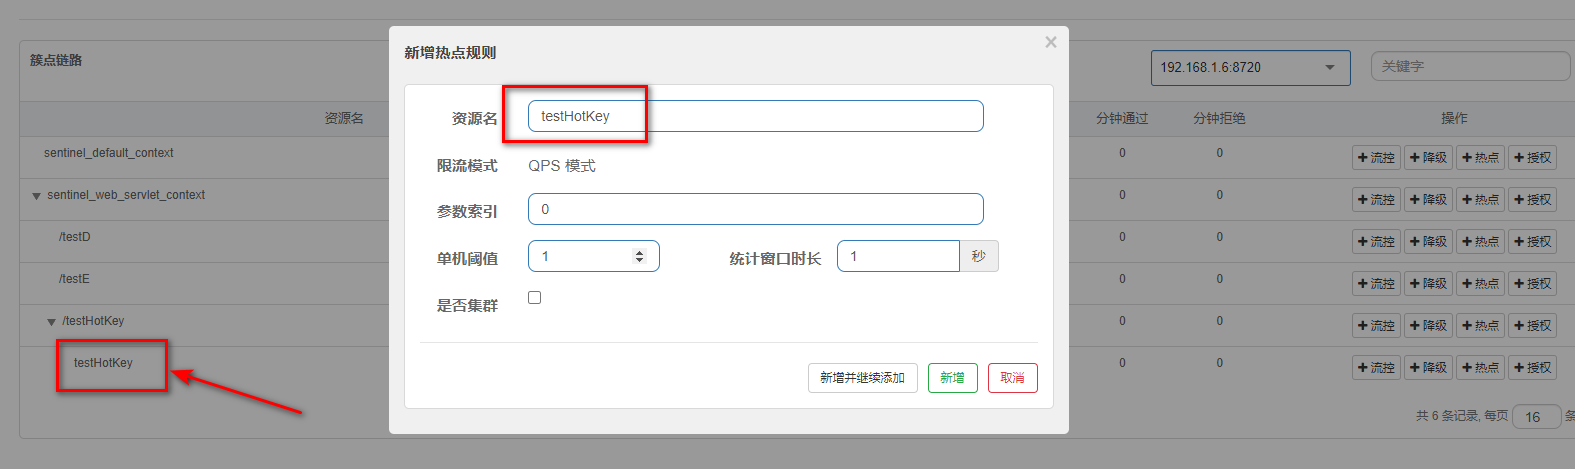 簇点链路
192.168.1.6:8720
关键字
资源名
分钟通过
分钟拒绝
操作
sentinel_default_context
0
0
流控 降级 热点 授权
sentinel_web_servlet_context
0
0
流控 降级 热点 授权
/testD
0
0
流控 降级 热点 授权
/testE
0
0
流控 降级 热点 授权
/testHotKey
0
0
流控 降级 热点 授权
testHotKey
0
0
流控 降级 热点 授权
共 6 条记录, 每页 16 条
新增热点规则
×
资源名 testHotKey
限流模式 QPS 模式
参数索引 0
单机阈值 1 统计窗口时长 1 秒
是否集群
新增并继续添加 新增 取消